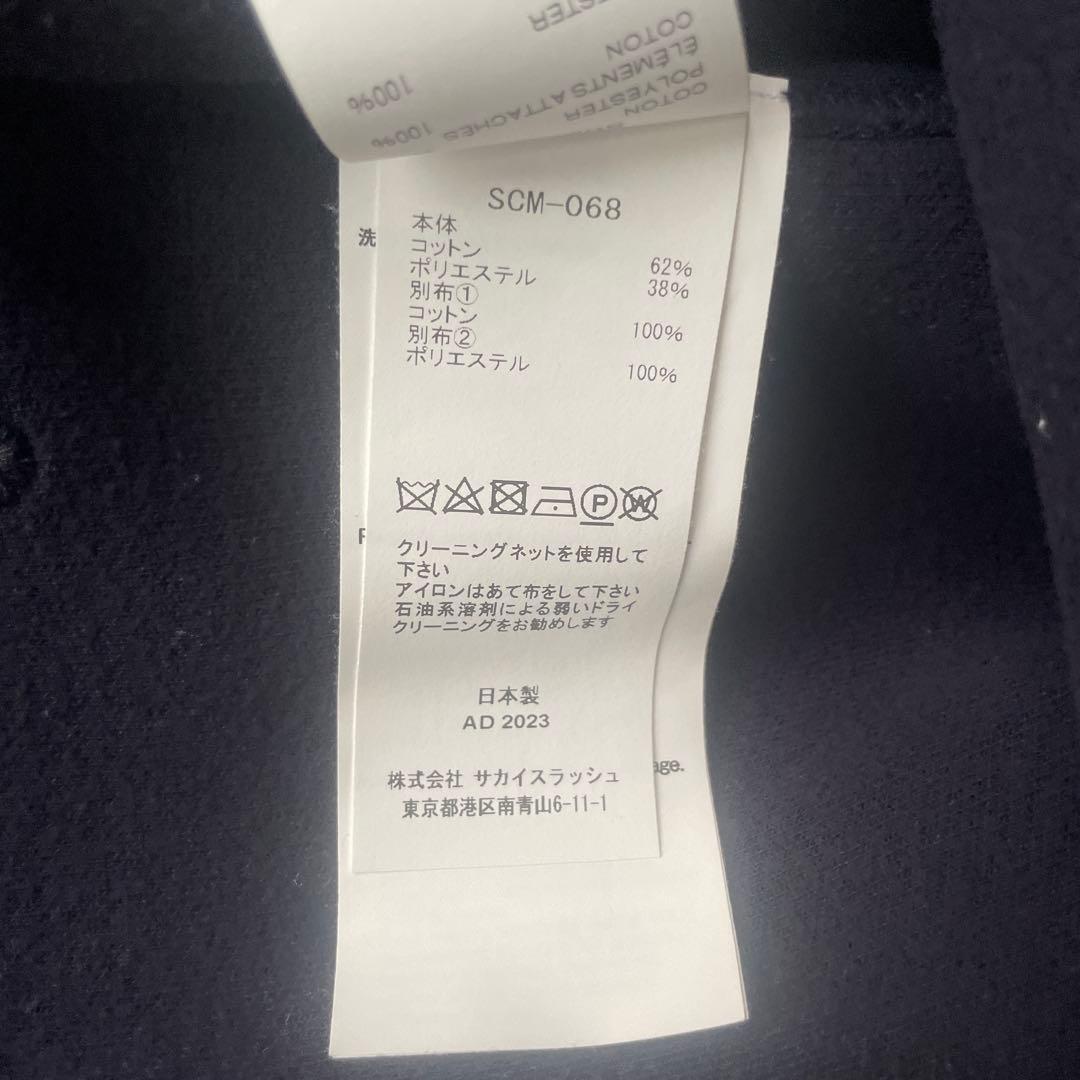 ESTER
COTON
ÉLÉMENTS ATTACHÉS
100%
POLYESTER
100%
COTON
SCM-068
本体
コットン 62%
ポリエステル 38%
別布①
コットン 100%
別布②
ポリエステル 100%
洗
P W
クリーニングネットを使用して
下さい
アイロンはあて布をして下さい
石油系溶剤による弱いドライ
クリーニングをお勧めします
日本製
AD 2023
株式会社 サカイスラッシュ
東京都港区南青山6-11-1
age.